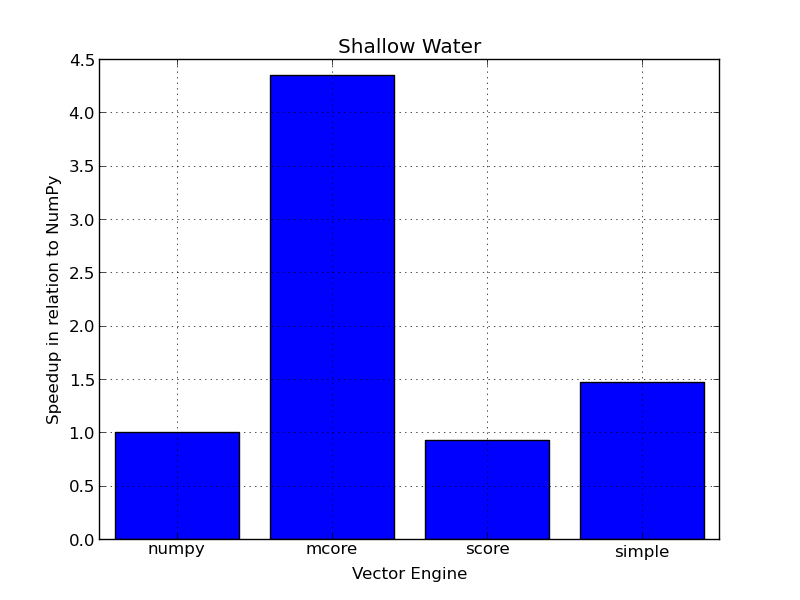 Shallow Water
Speedup in relation to NumPy
4.5
4.0
3.5
3.0
2.5
2.0
1.5
1.0
0.5
0.0
numpy mcore score simple
Vector Engine